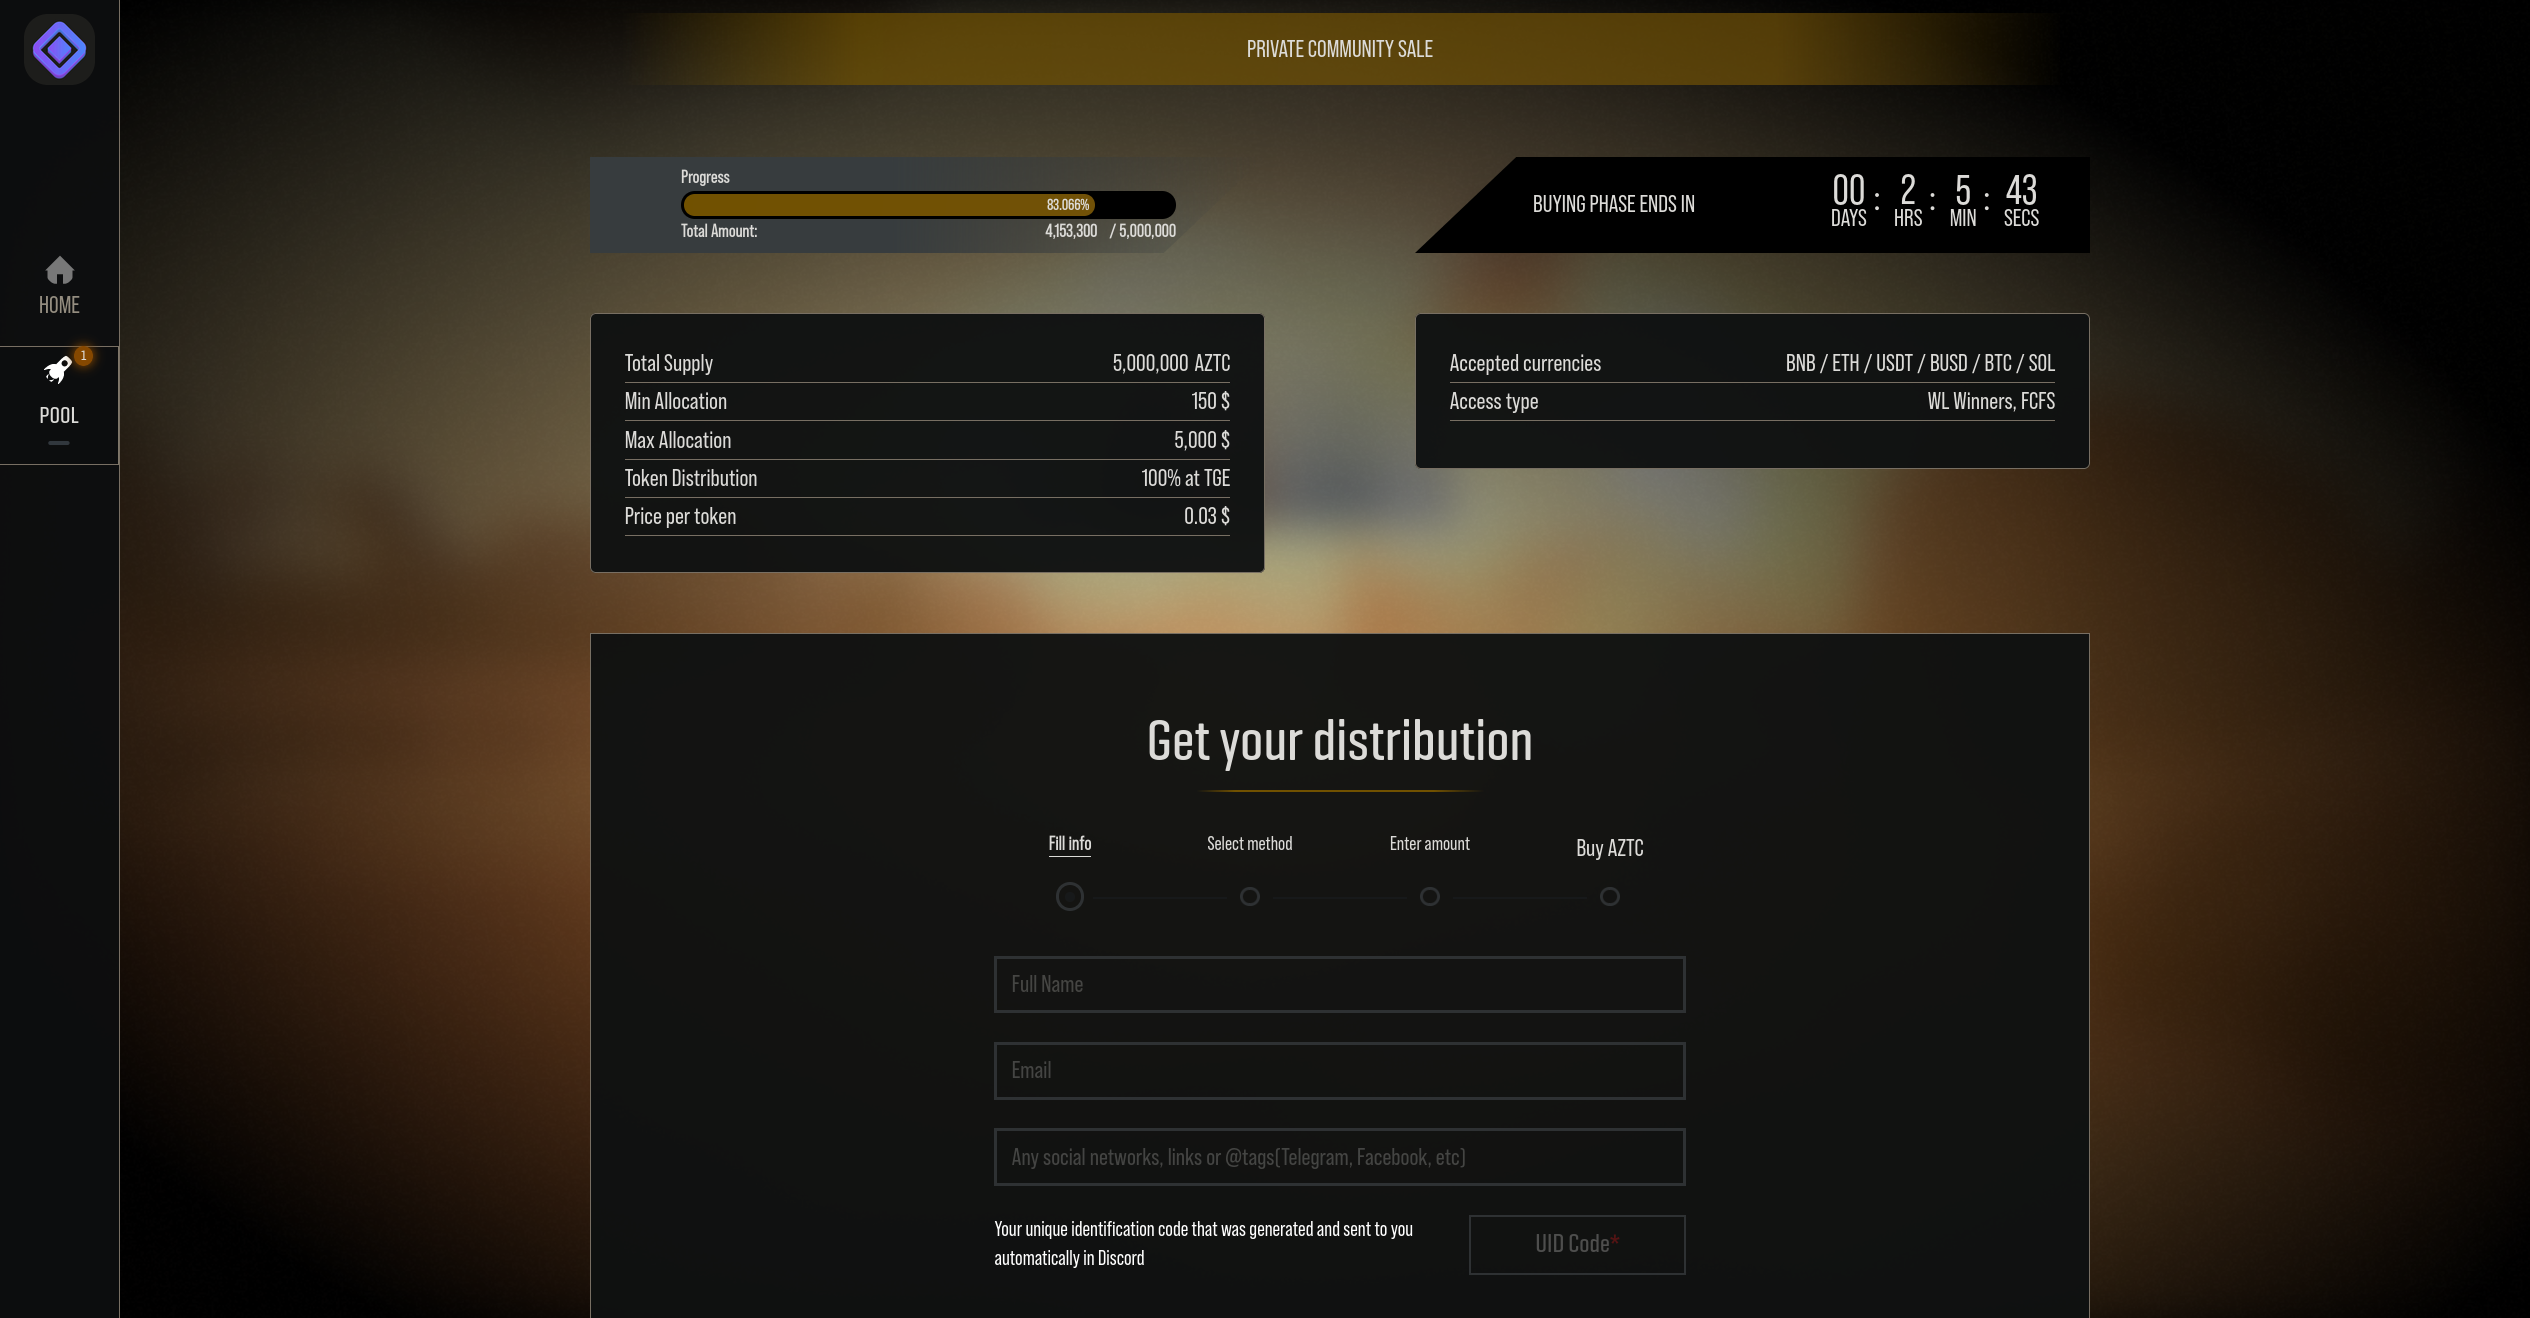 PRIVATE COMMUNITY SALE
Progress
83.066%
Total Amount: 4,153,300 / 5,000,000
BUYING PHASE ENDS IN
00 : 2 : 5 : 43
DAYS HRS MIN SECS
HOME
1
POOL
Total Supply 5,000,000 AZTC
Min Allocation 150 $
Max Allocation 5,000 $
Token Distribution 100% at TGE
Price per token 0.03 $
Accepted currencies BNB / ETH / USDT / BUSD / BTC / SOL
Access type WL Winners, FCFS
Get your distribution
Fill info Select method Enter amount Buy AZTC
Full Name
Email
Any social networks, links or @tags(Telegram, Facebook, etc)
Your unique identification code that was generated and sent to you
automatically in Discord
UID Code*